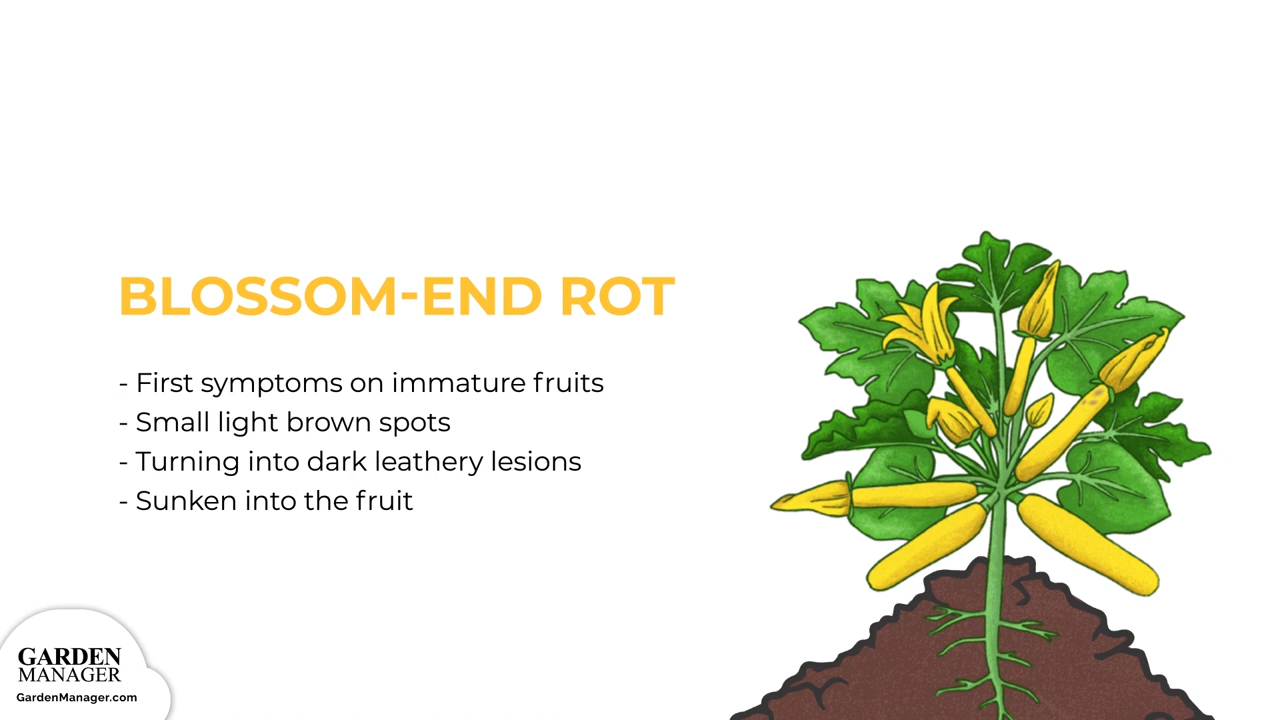 BLOSSOM-END ROT
- First symptoms on immature fruits
- Small light brown spots
- Turning into dark leathery lesions
- Sunken into the fruit
GARDEN
MANAGER
GardenManager.com